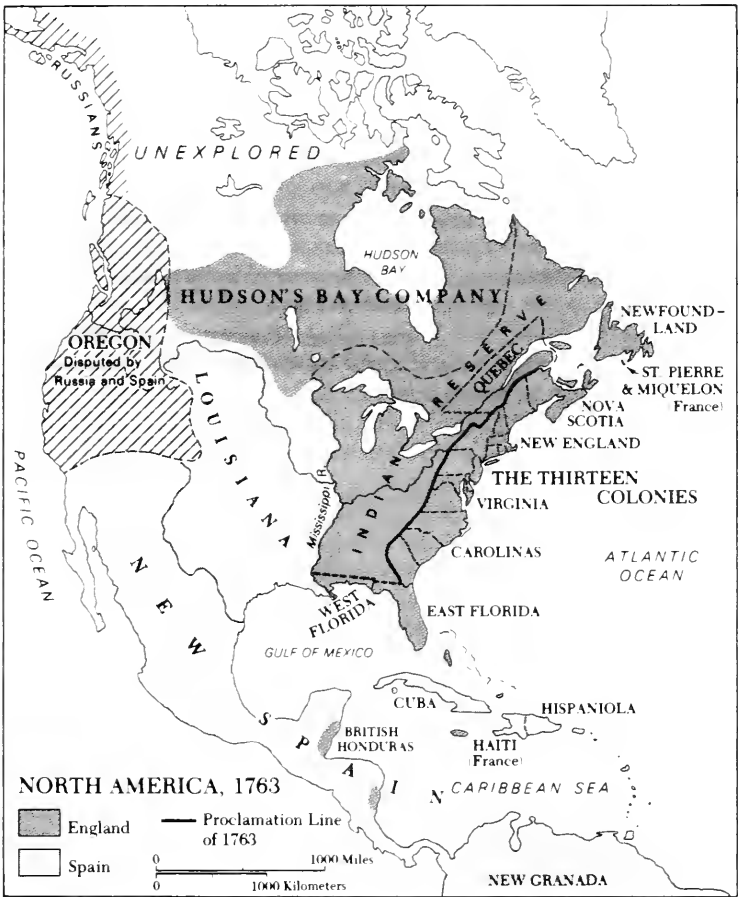 RUSSIANS
UNEXPLORED
HUDSON
BAY
HUDSON'S BAY COMPANY
NEWFOUND-
LAND
OREGON
Disputed by
Russia and Spain
RESERVE
QUEBEC
ST. PIERRE
& MIQUELON
(France)
LOUISIANA
NOVA
SCOTIA
NEW ENGLAND
PACIFIC OCEAN
Mississippi R.
INDIAN
THE THIRTEEN
COLONIES
VIRGINIA
CAROLINAS
ATLANTIC
OCEAN
NEW SPAIN
WEST
FLORIDA
EAST FLORIDA
GULF OF MEXICO
CUBA
HISPANIOLA
BRITISH
HONDURAS
HAITI
(France)
CARIBBEAN SEA
NORTH AMERICA, 1763
England
Proclamation Line
of 1763
Spain
0 1000 Miles
0 1000 Kilometers
NEW GRANADA